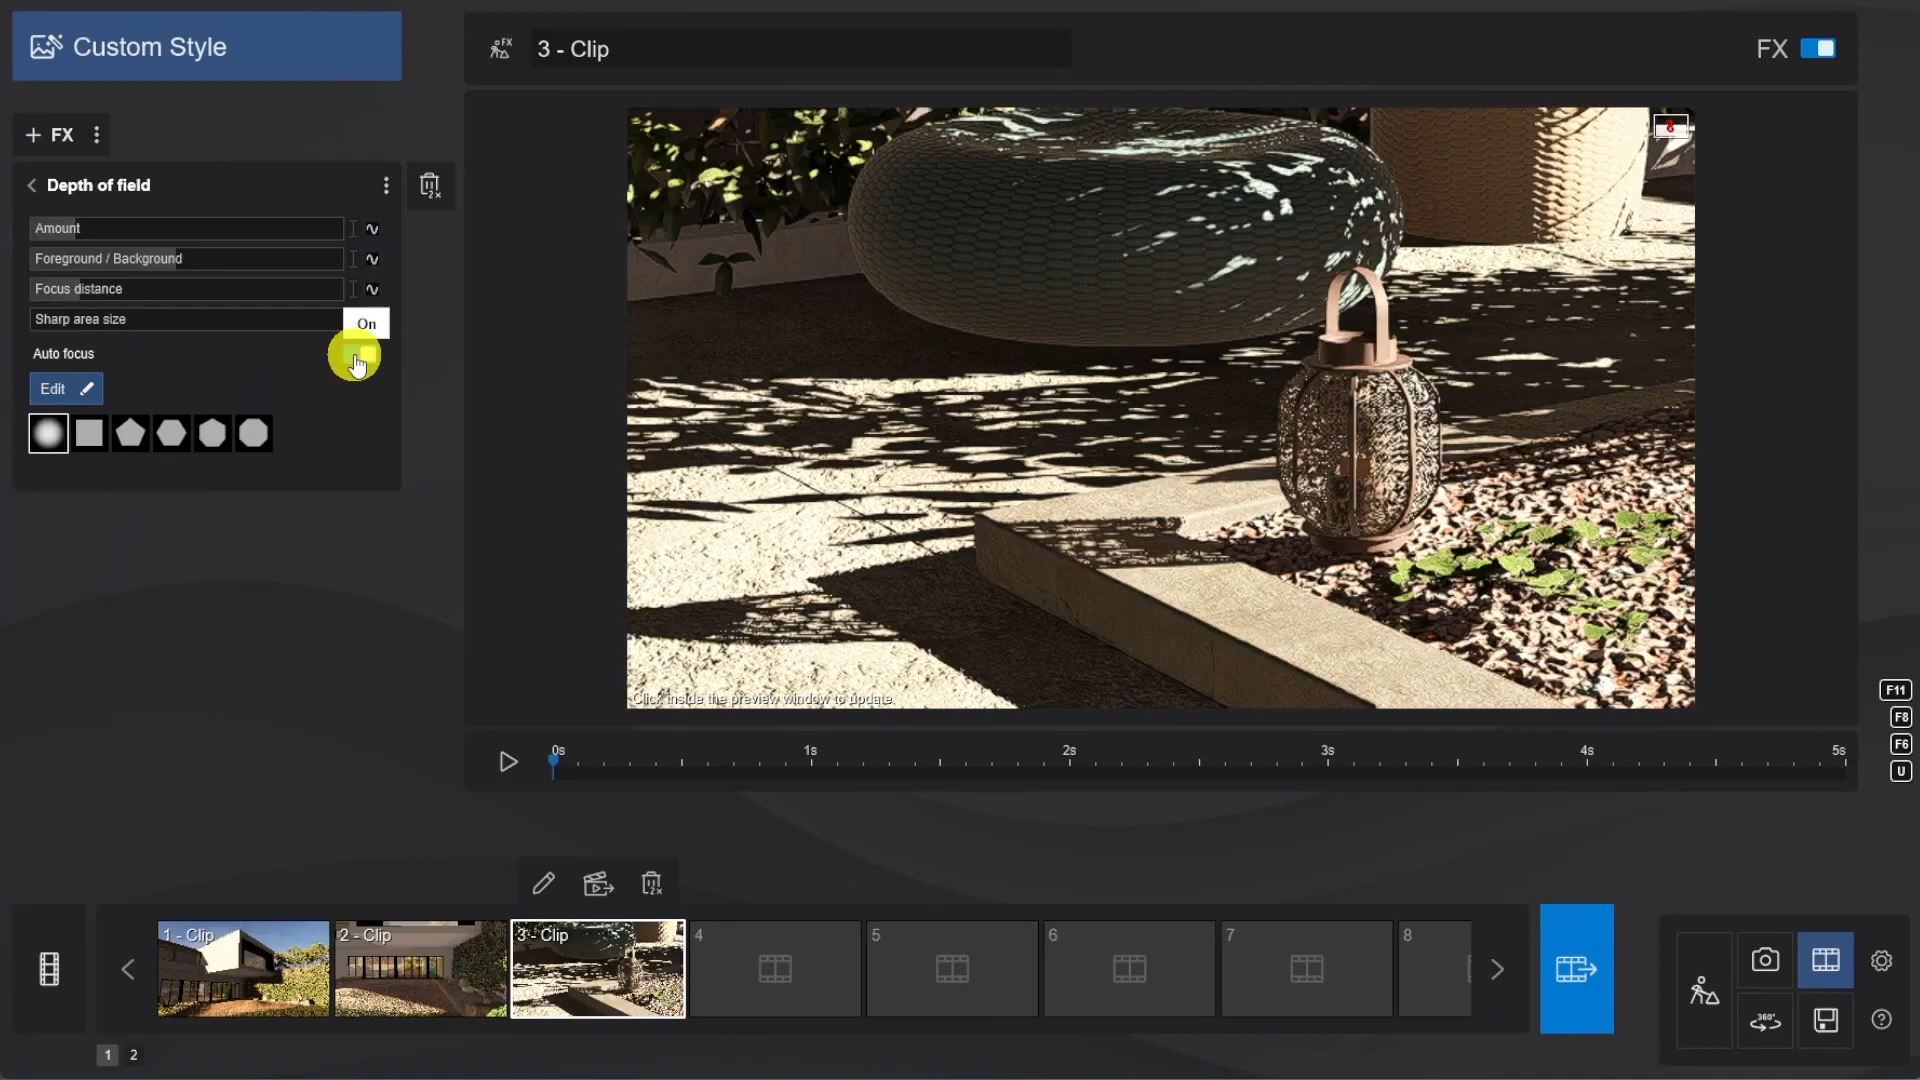 Custom Style
3 - Clip
FX
FX
Depth of field
Amount
Foreground / Background
Focus distance
Sharp area size
On
Auto focus
Edit
Click inside the preview window to update.
F11
F8
F6
U
0s 1s 2s 3s 4s 5s
1 - Clip
2 - Clip
3 - Clip
4
5
6
7
8
360°
1 2